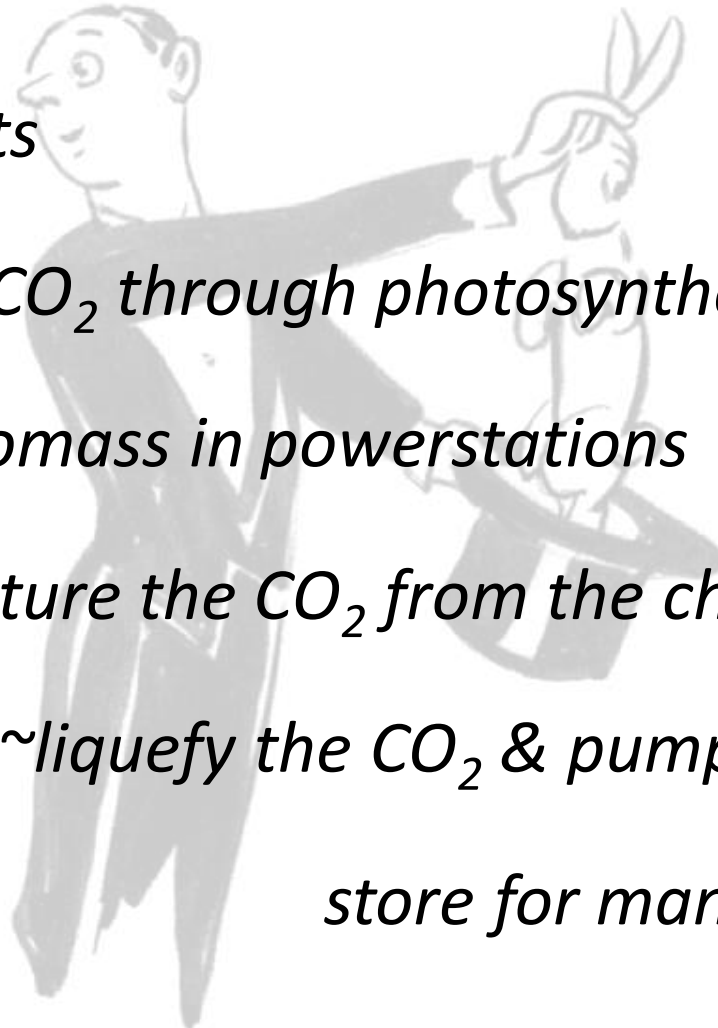 ts
CO₂ through photosynthe
omass in powerstations
ture the CO₂ from the ch
~liquefy the CO₂ & pump
store for man